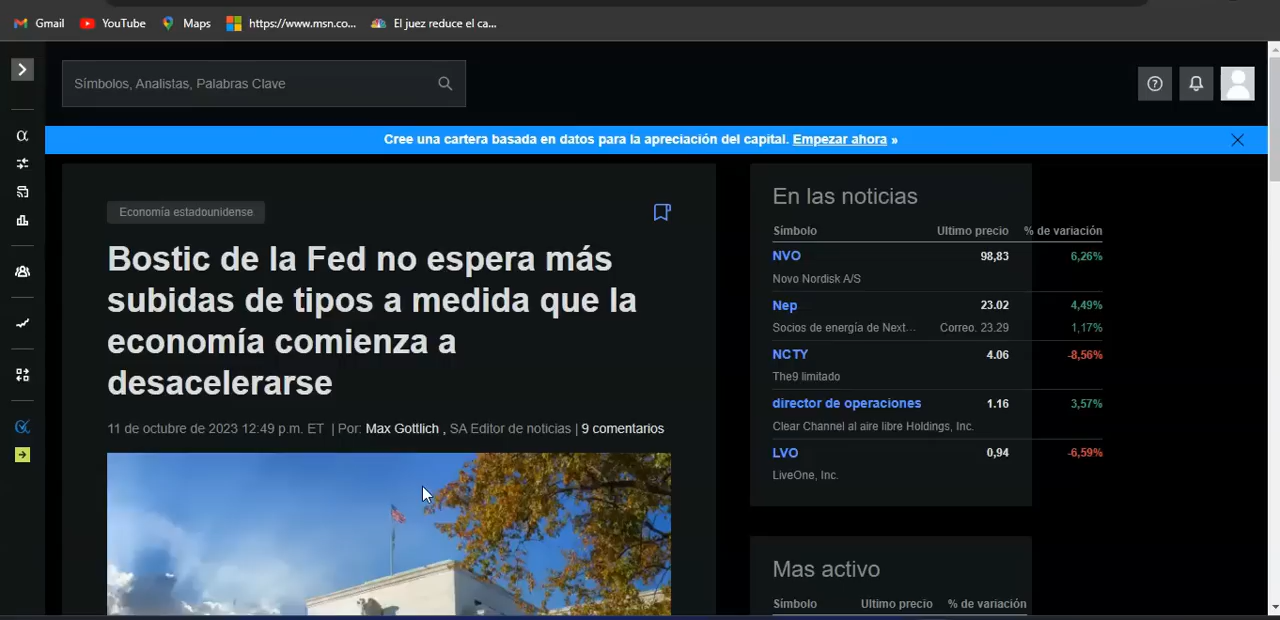 Gmail YouTube Maps https://www.msn.co... El juez reduce el ca...
Símbolos, Analistas, Palabras Clave
Cree una cartera basada en datos para la apreciación del capital. Empezar ahora »
Economía estadounidense
Bostic de la Fed no espera más
subidas de tipos a medida que la
economía comienza a
desacelerarse
11 de octubre de 2023 12:49 p.m. ET | Por: Max Gottlich , SA Editor de noticias | 9 comentarios
En las noticias
Símbolo Ultimo precio % de variación
NVO 98,83 6,26%
Novo Nordisk A/S
Nep 23.02 4,49%
Socios de energía de Next... Correo. 23.29 1,17%
NCTY 4.06 -8,56%
The9 limitado
director de operaciones 1.16 3,57%
Clear Channel al aire libre Holdings, Inc.
LVO 0,94 -6,59%
LiveOne, Inc.
Mas activo
Símbolo Ultimo precio % de variación